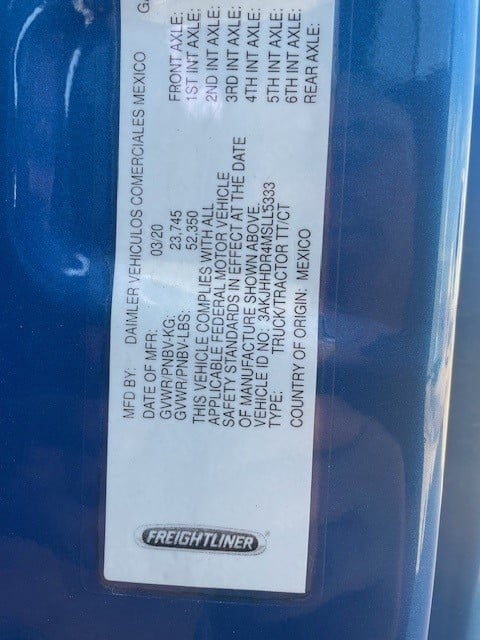 MFD BY: DAIMLER VEHICULOS COMERCIALES MEXICO
DATE OF MFR: 03/20
GVWR/PNBV-KG: 23,745
GVWR/PNBV-LBS: 52,350
THIS VEHICLE COMPLIES WITH ALL
APPLICABLE FEDERAL MOTOR VEHICLE
SAFETY STANDARDS IN EFFECT AT THE DATE
OF MANUFACTURE SHOWN ABOVE.
VEHICLE ID NO.: 3AKJHHDR4MSLL5333
TYPE: TRUCK/TRACTOR TT/CT
COUNTRY OF ORIGIN: MEXICO
FRONT AXLE:
1ST INT AXLE:
2ND INT AXLE:
3RD INT AXLE:
4TH INT AXLE:
5TH INT AXLE:
6TH INT AXLE:
REAR AXLE:
FREIGHTLINER